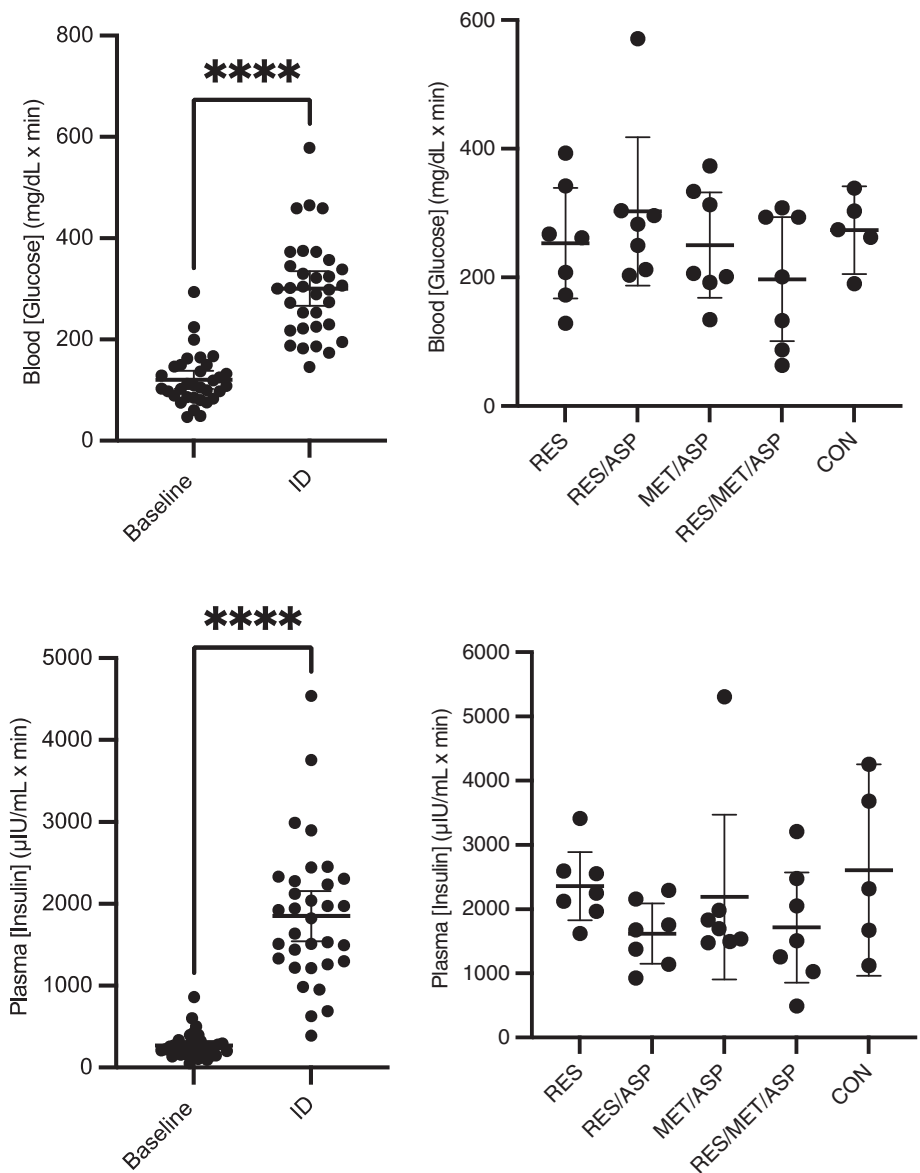 800
600
400
200
0
Blood [Glucose] (mg/dL x min)
****
Baseline
ID
600
400
200
0
Blood [Glucose] (mg/dL x min)
RES
RES/ASP
MET/ASP
RES/MET/ASP
CON
5000
4000
3000
2000
1000
0
Plasma [Insulin] (µIU/mL x min)
****
Baseline
ID
6000
5000
4000
3000
2000
1000
0
Plasma [Insulin] (µIU/mL x min)
RES
RES/ASP
MET/ASP
RES/MET/ASP
CON